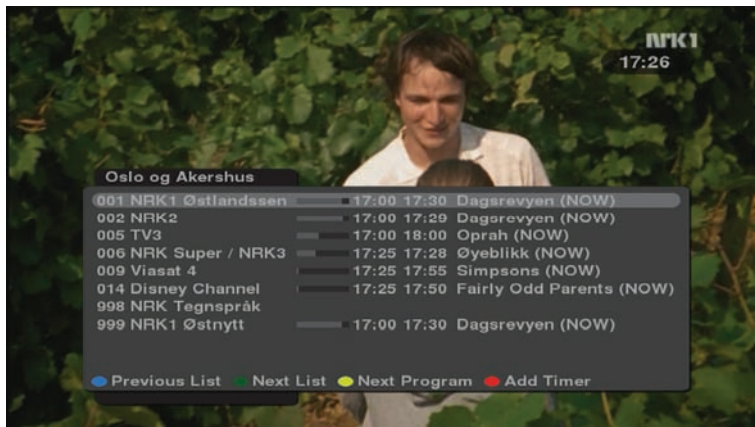 NRK1
17:26
Oslo og Akershus
001 NRK1 Østlandssen 17:00 17:30 Dagsrevyen (NOW)
002 NRK2 17:00 17:29 Dagsrevyen (NOW)
005 TV3 17:00 18:00 Oprah (NOW)
006 NRK Super / NRK3 17:25 17:28 Øyeblikk (NOW)
009 Viasat 4 17:25 17:55 Simpsons (NOW)
014 Disney Channel 17:25 17:50 Fairly Odd Parents (NOW)
998 NRK Tegnspråk
999 NRK1 Østnytt 17:00 17:30 Dagsrevyen (NOW)
Previous List Next List Next Program Add Timer